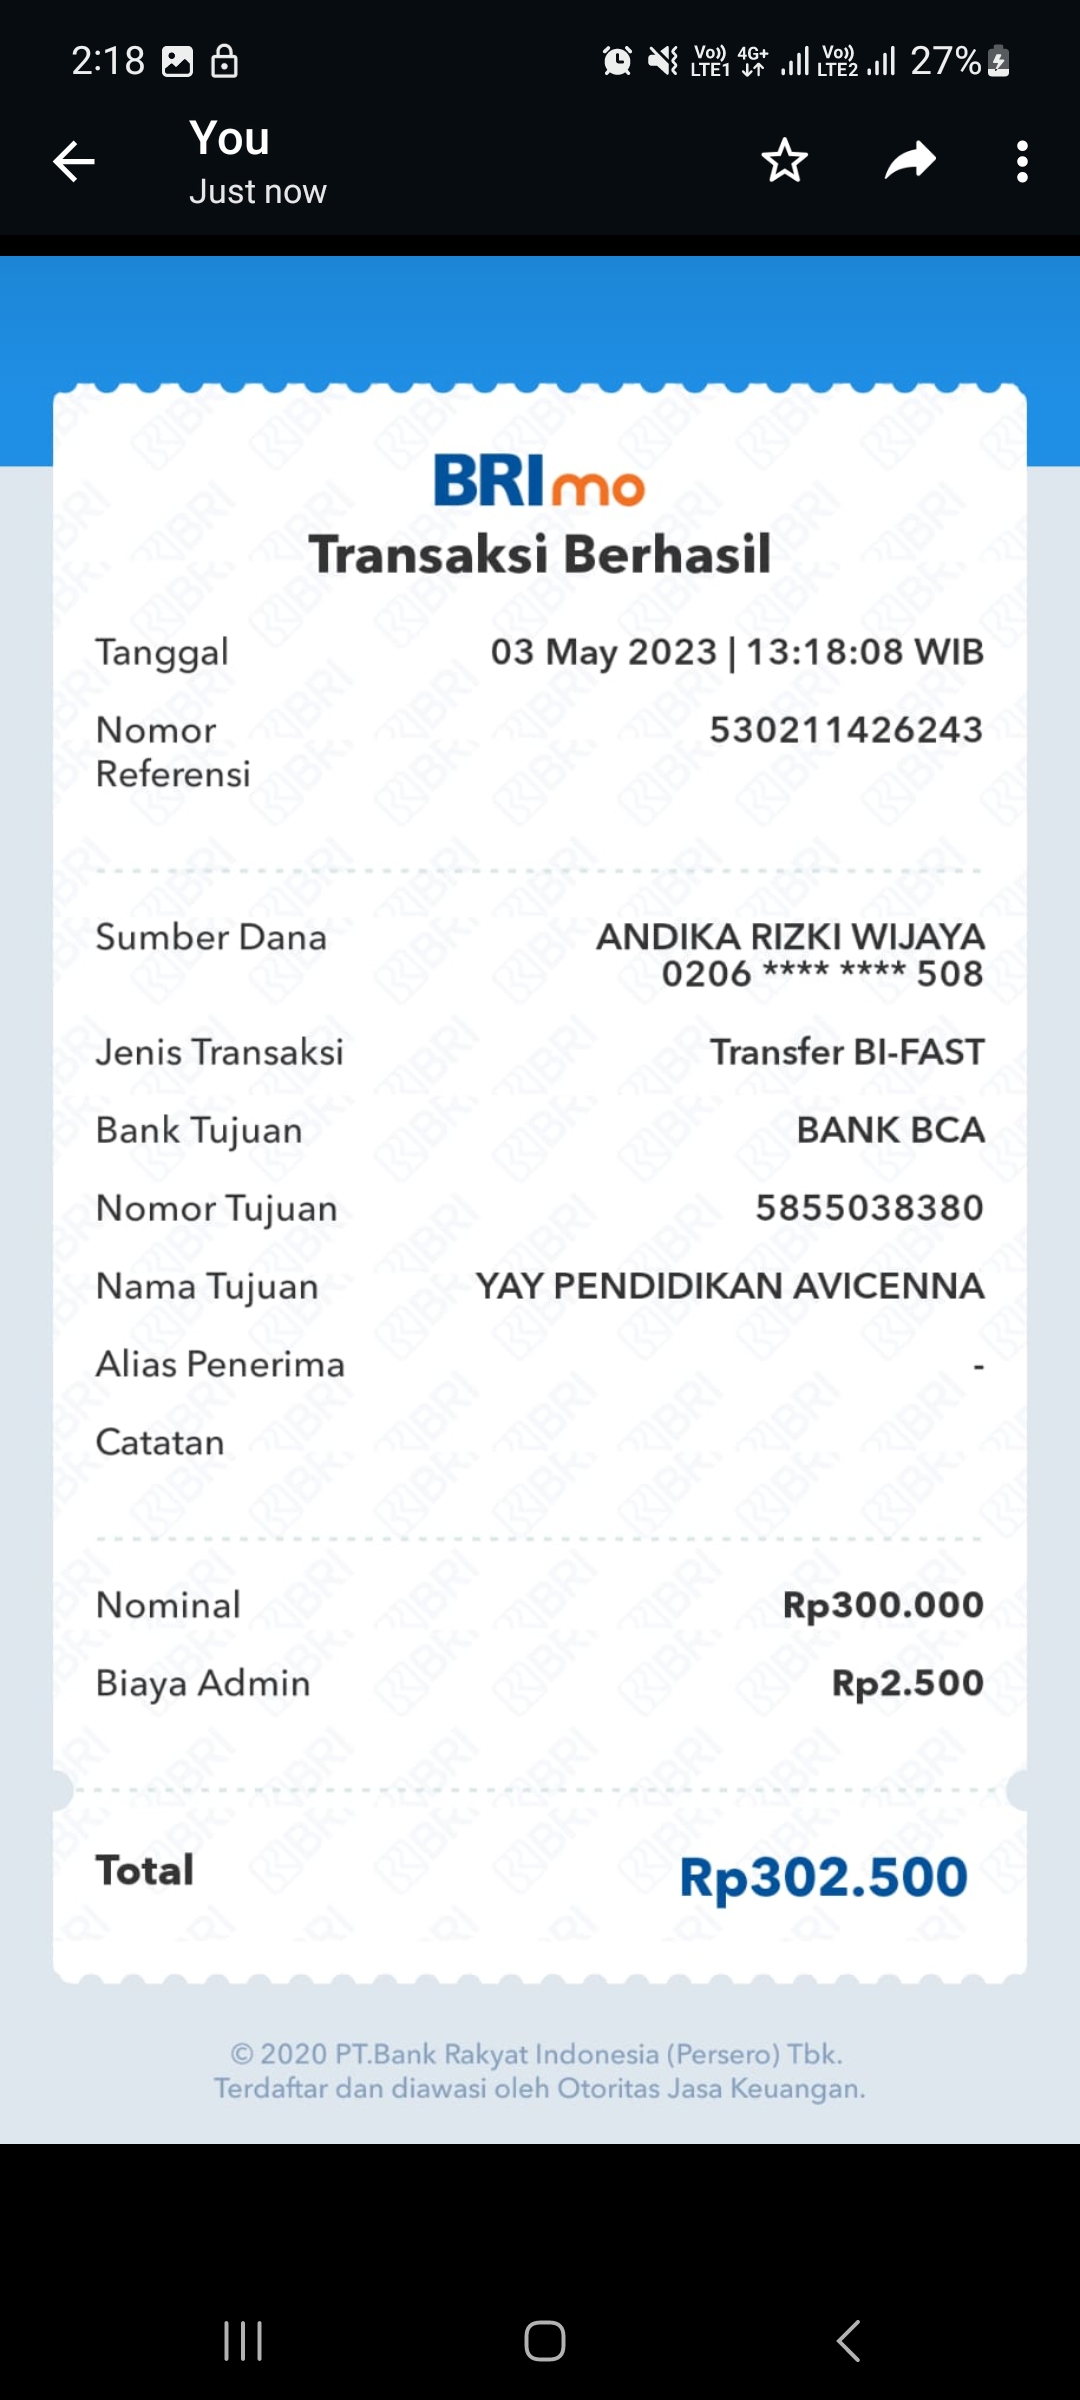 2:18 Vo)) LTE1 4G+ Vo)) LTE2 27%
You
Just now
BRImo
Transaksi Berhasil
Tanggal 03 May 2023 | 13:18:08 WIB
Nomor Referensi 530211426243
Sumber Dana ANDIKA RIZKI WIJAYA
0206 **** **** 508
Jenis Transaksi Transfer BI-FAST
Bank Tujuan BANK BCA
Nomor Tujuan 5855038380
Nama Tujuan YAY PENDIDIKAN AVICENNA
Alias Penerima -
Catatan
Nominal Rp300.000
Biaya Admin Rp2.500
Total Rp302.500
© 2020 PT.Bank Rakyat Indonesia (Persero) Tbk.
Terdaftar dan diawasi oleh Otoritas Jasa Keuangan.